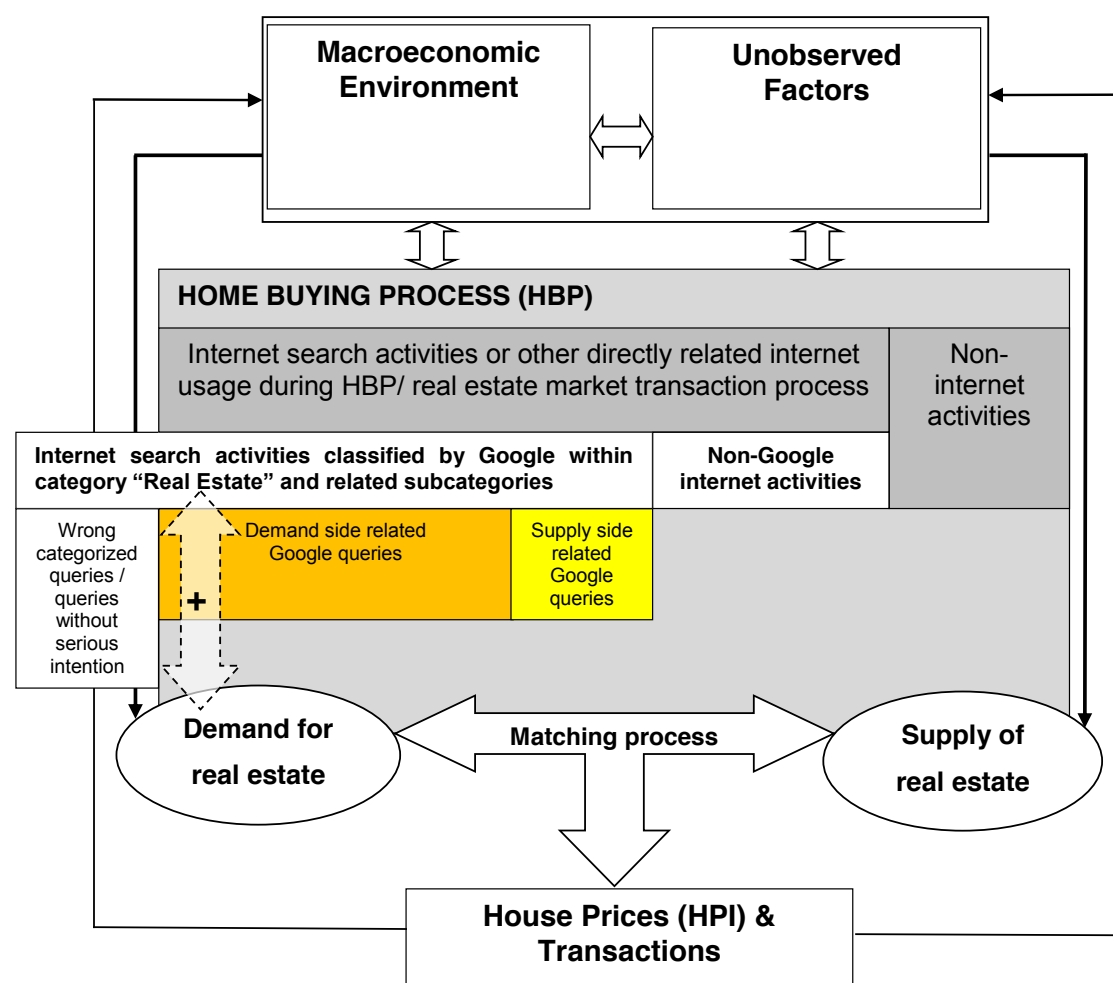 Macroeconomic
Environment
Unobserved
Factors
HOME BUYING PROCESS (HBP)
Internet search activities or other directly related internet
usage during HBP/ real estate market transaction process
Non-
internet
activities
Internet search activities classified by Google within
category “Real Estate” and related subcategories
Non-Google
internet activities
Wrong
categorized
queries /
queries
without
serious
intention
Demand side related
Google queries
+
Supply side
related
Google
queries
Demand for
real estate
Matching process
Supply of
real estate
House Prices (HPI) &
Transactions